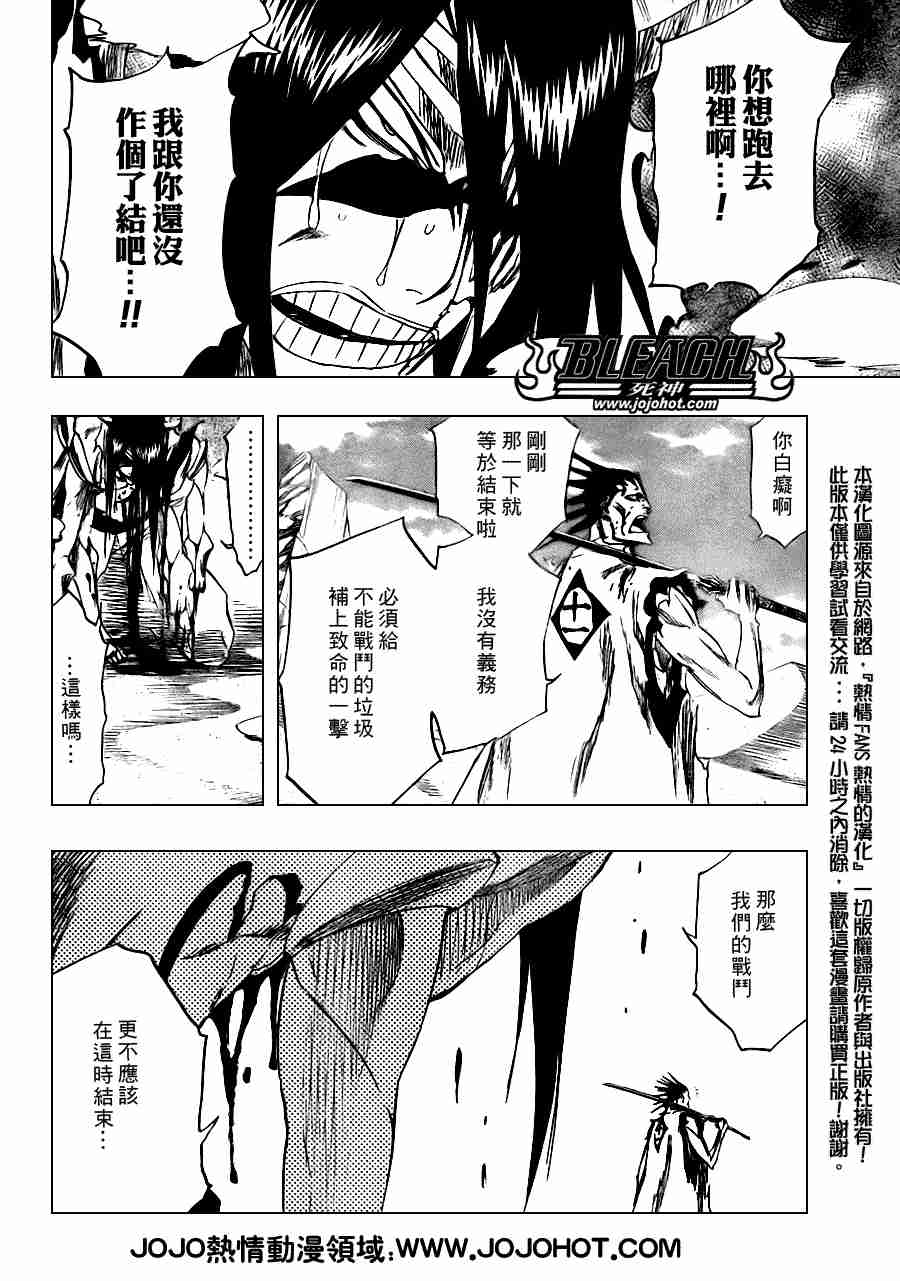 你想跑去
哪裡啊…！
我跟你還沒
作個了結吧…!!
BLEACH
死神
www.jojohot.com
你白癡啊
剛剛
那一下就
等於結束啦
我沒有義務
必須給
不能戰鬥的垃圾
補上致命的一擊
十一
…………
…………
…這樣嗎…
那麼
我們的戰鬥
更不應該
在這時結束…
本漢化圖源來自於網路，『熱情FANS 熱情的漢化』一切版權歸原作者與出版社擁有！
此版本僅供學習試看交流…請 24 小時之內消除，喜歡這套漫畫請購買正版！謝謝。
JOJO熱情動漫領域:WWW.JOJOHOT.COM